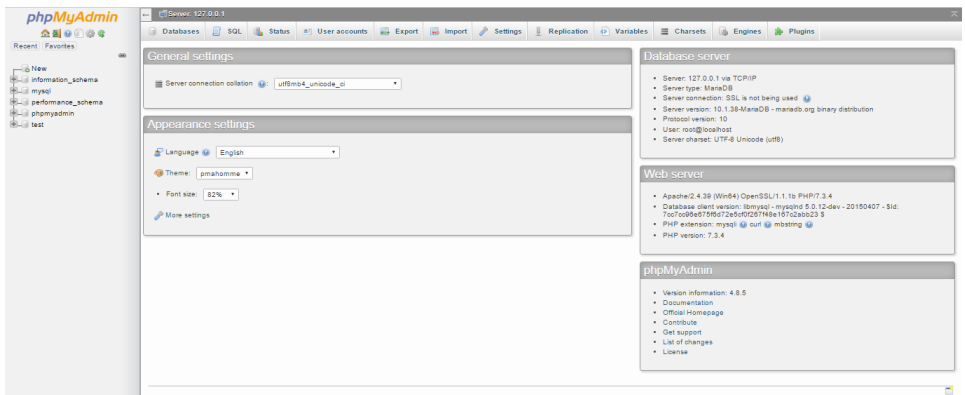 phpMyAdmin
Recent Favorites
New
information_schema
mysql
performance_schema
phpmyadmin
test
Server: 127.0.0.1
Databases SQL Status User accounts Export Import Settings Replication Variables Charsets Engines Plugins
General settings
Server connection collation : utf8mb4_unicode_ci
Appearance settings
Language English
Theme: pmahomme
Font size: 82%
More settings
Database server
Server: 127.0.0.1 via TCP/IP
Server type: MariaDB
Server connection: SSL is not being used
Server version: 10.1.38-MariaDB - mariadb.org binary distribution
Protocol version: 10
User: root@localhost
Server charset: UTF-8 Unicode (utf8)
Web server
Apache/2.4.39 (Win64) OpenSSL/1.1.1b PHP/7.3.4
Database client version: libmysql - mysqlnd 5.0.12-dev - 20150407 - $Id:
7cc7cc96e675f6d72e5cf0f267f48e167c2abb23 $
PHP extension: mysqli curl mbstring
PHP version: 7.3.4
phpMyAdmin
Version information: 4.8.5
Documentation
Official Homepage
Contribute
Get support
List of changes
License